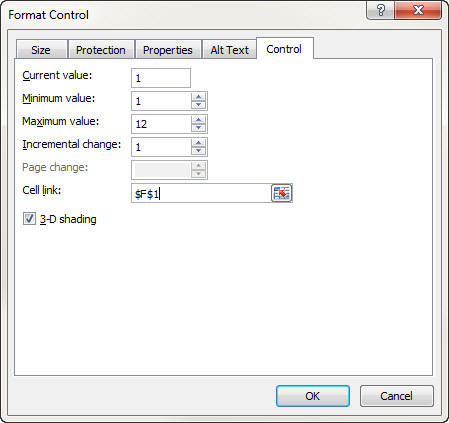 Format Control
Size Protection Properties Alt Text Control
Current value: 1
Minimum value: 1
Maximum value: 12
Incremental change: 1
Page change:
Cell link: $F$1
3-D shading
OK Cancel